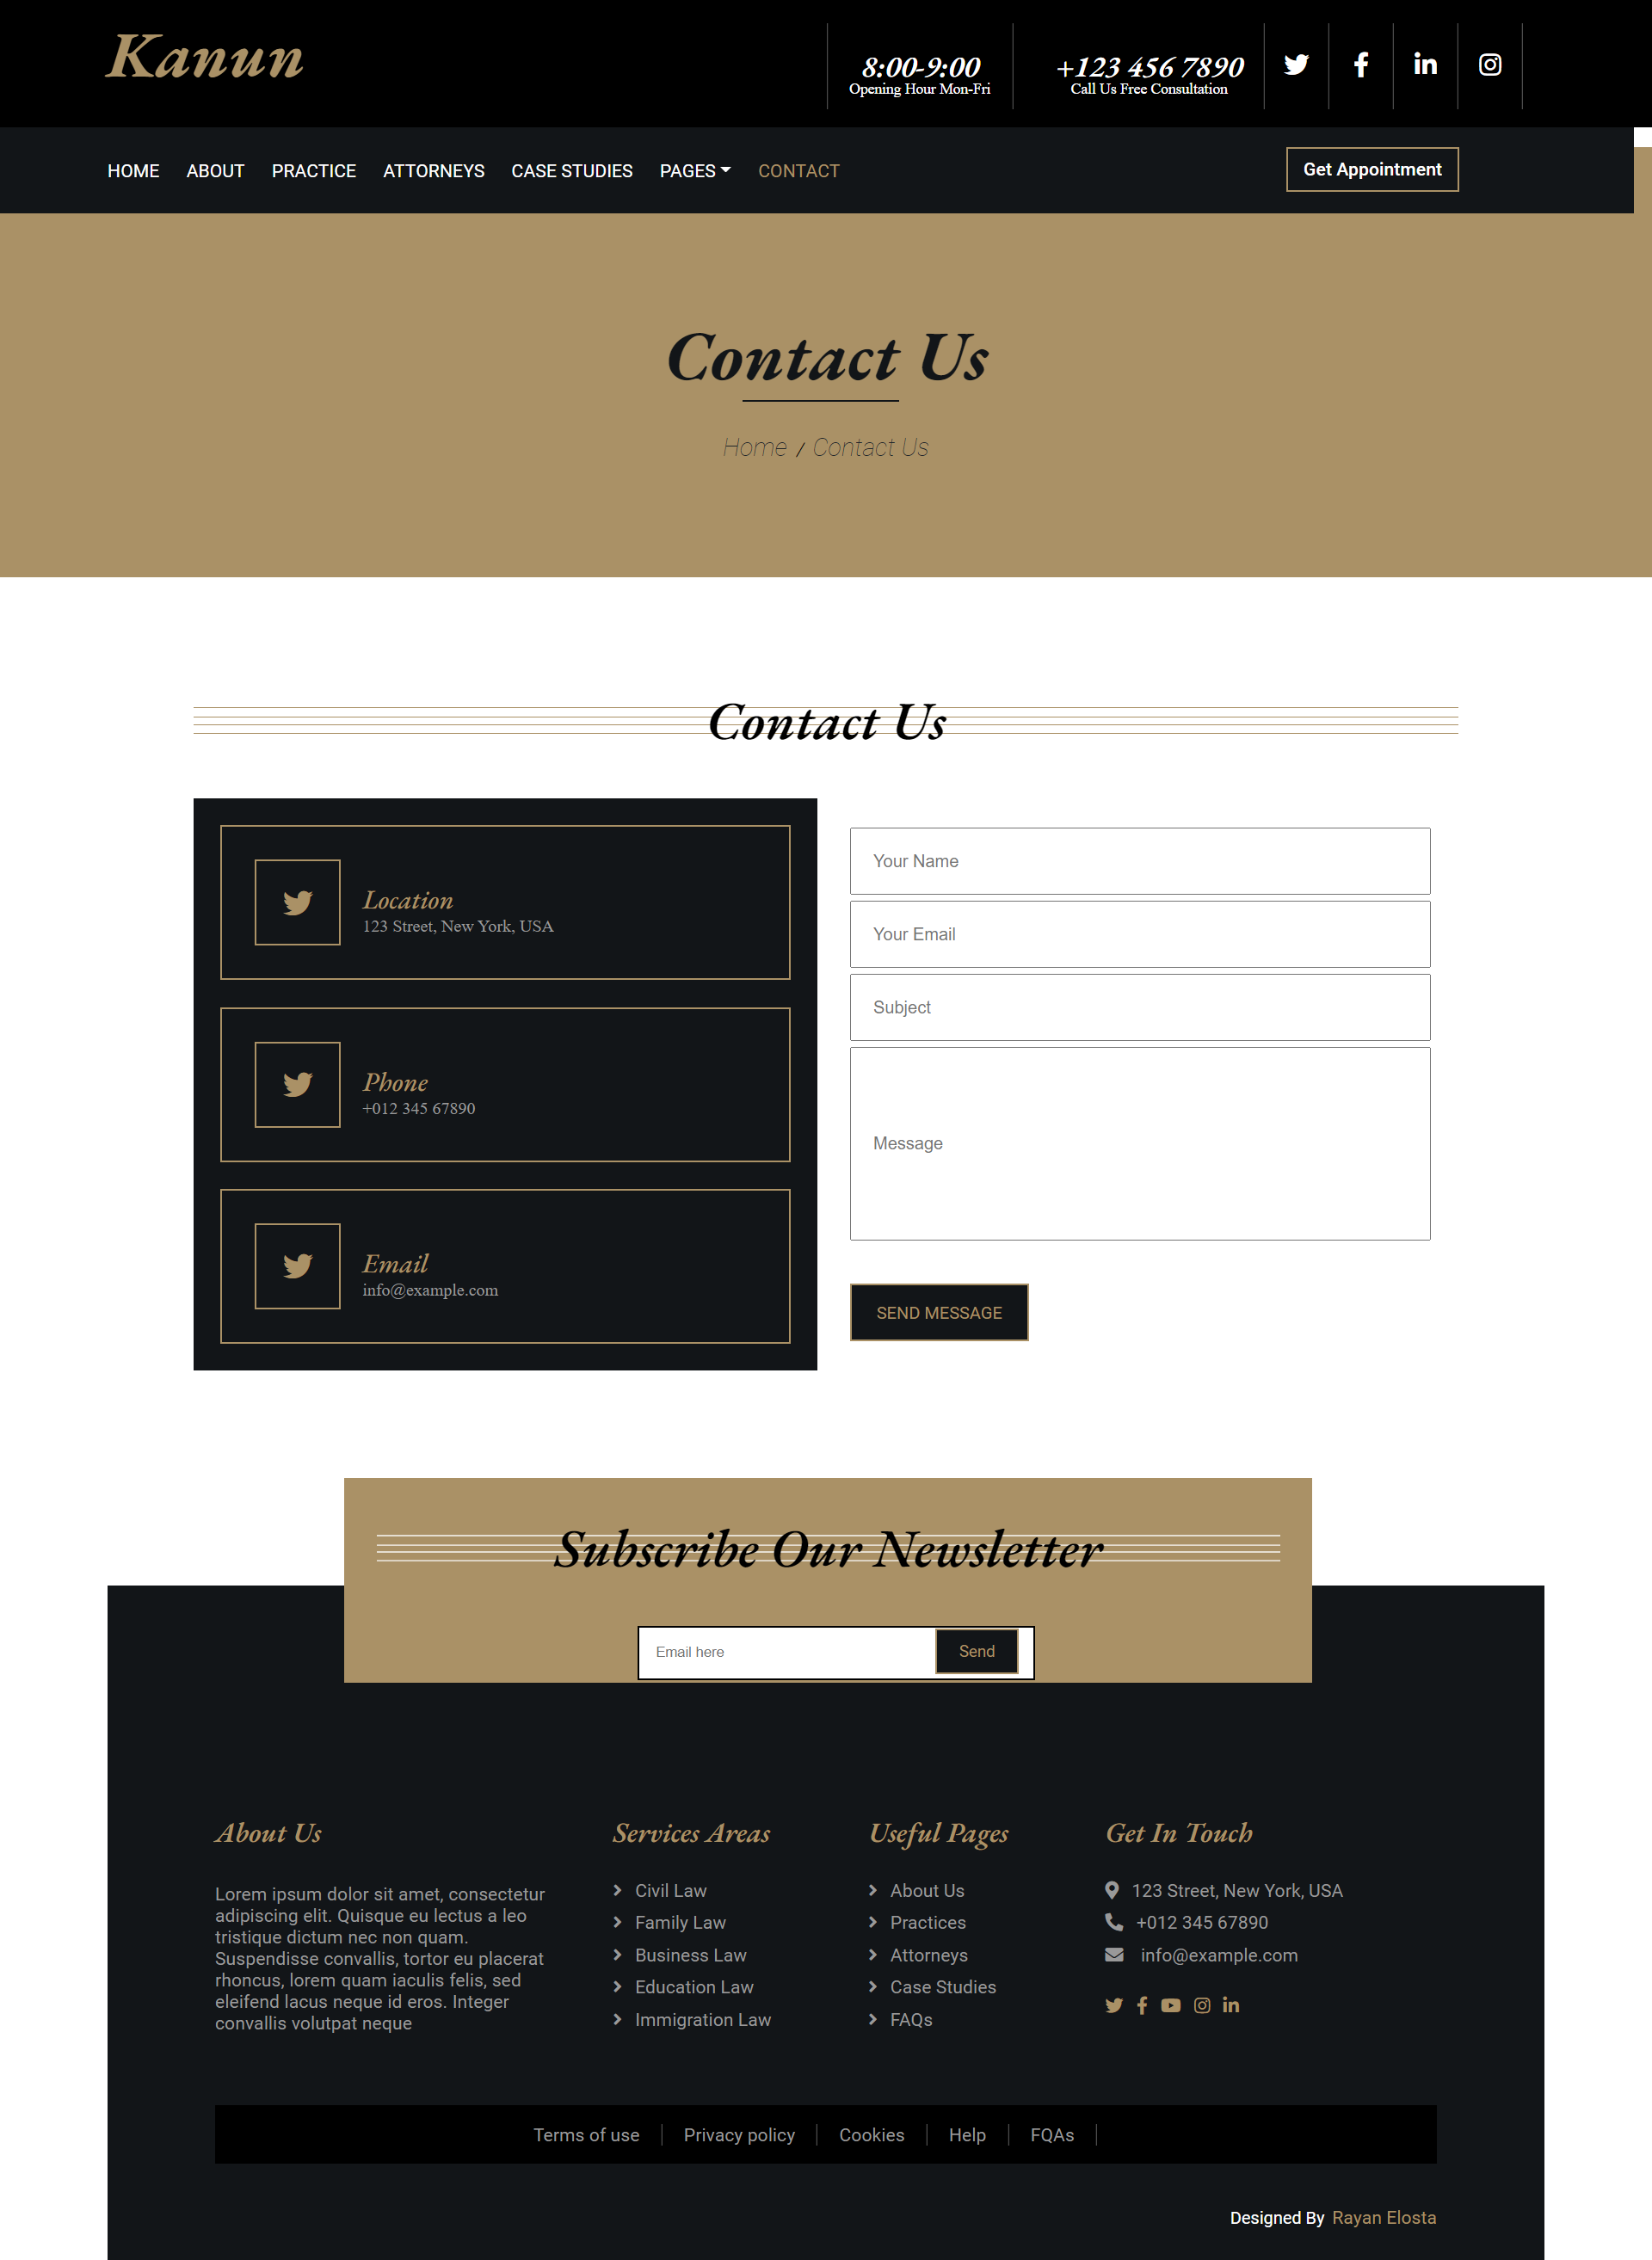 Kanun
8:00-9:00
Opening Hour Mon-Fri
+123 456 7890
Call Us Free Consultation
HOME ABOUT PRACTICE ATTORNEYS CASE STUDIES PAGES CONTACT
Get Appointment
Contact Us
Home / Contact Us
Contact Us
Location
123 Street, New York, USA
Phone
+012 345 67890
Email
info@example.com
Your Name
Your Email
Subject
Message
SEND MESSAGE
Subscribe Our Newsletter
Email here
Send
About Us
Lorem ipsum dolor sit amet, consectetur
adipiscing elit. Quisque eu lectus a leo
tristique dictum nec non quam.
Suspendisse convallis, tortor eu placerat
rhoncus, lorem quam iaculis felis, sed
eleifend lacus neque id eros. Integer
convallis volutpat neque
Services Areas
Civil Law
Family Law
Business Law
Education Law
Immigration Law
Useful Pages
About Us
Practices
Attorneys
Case Studies
FAQs
Get In Touch
123 Street, New York, USA
+012 345 67890
info@example.com
Terms of use | Privacy policy | Cookies | Help | FQAs |
Designed By Rayan Elosta